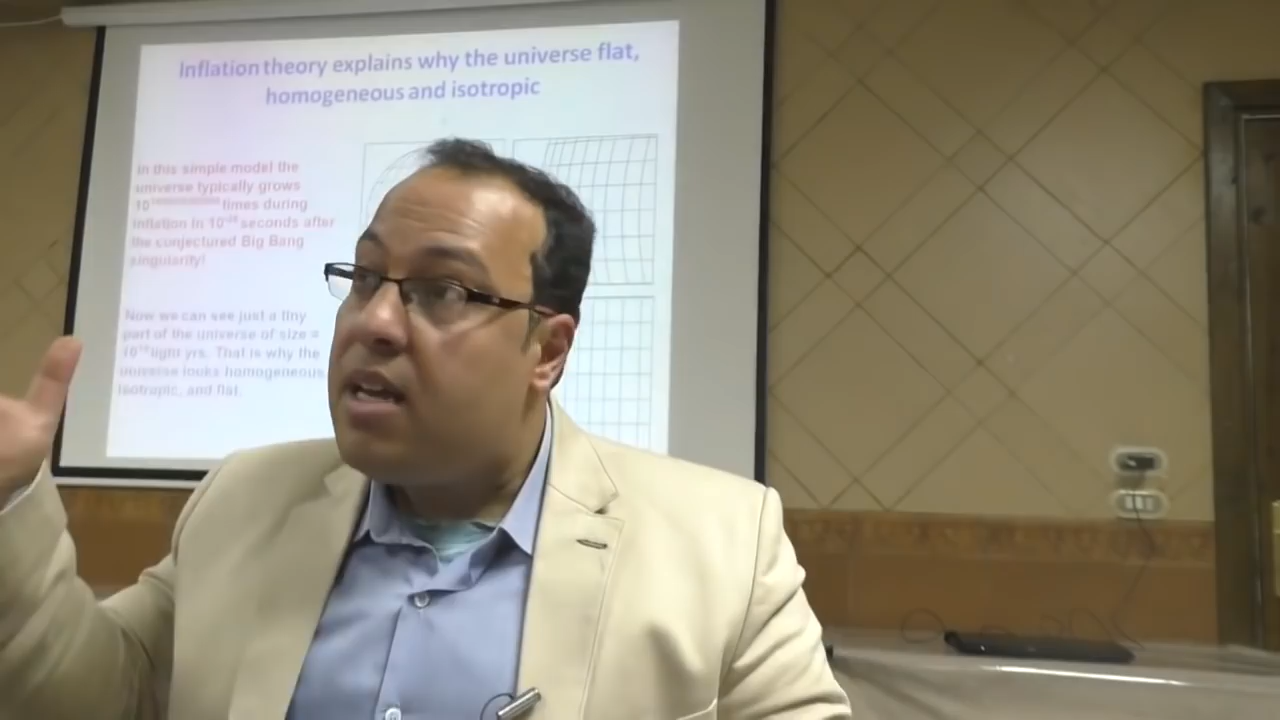 Inflation theory explains why the universe flat,
homogeneous and isotropic
In this simple model the
universe typically grows
times during
inflation in 10 seconds after
the conjectured Big Bang
singularity!
Now we can see just a tiny
part of the universe of size =
light yrs. That is why the
universe looks homogeneous,
isotropic, and flat.